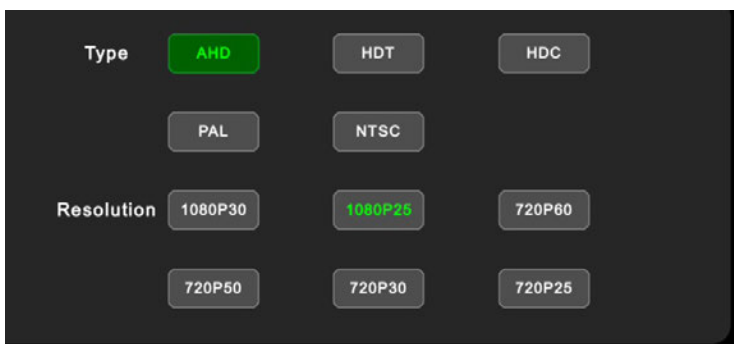 Type AHD HDT HDC
PAL NTSC
Resolution 1080P30 1080P25 720P60
720P50 720P30 720P25